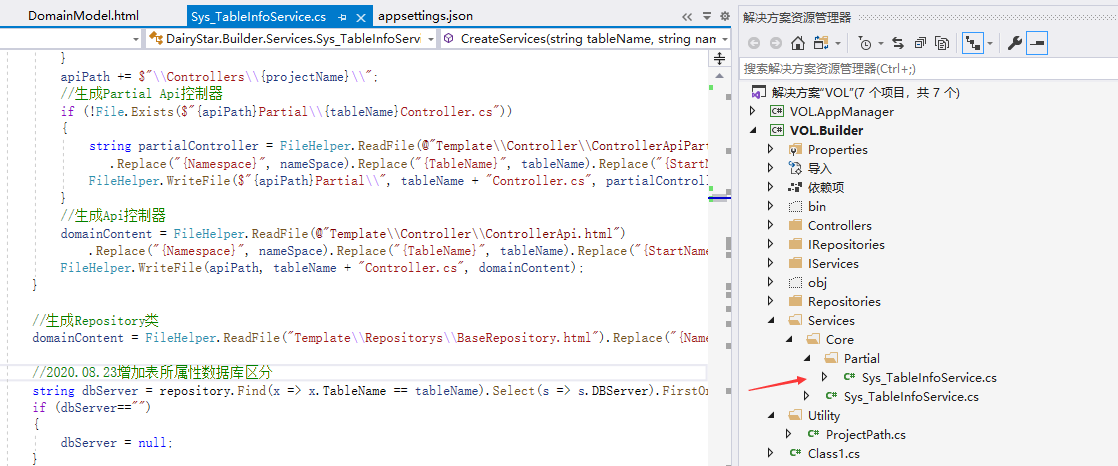 DomainModel.html
Sys_TableInfoService.cs
appsettings.json
DairyStar.Builder.Services.Sys_TableInfoServi
CreateServices(string tableName, string nam
}
apiPath += $"\\Controllers\\{projectName}\\";
//生成Partial Api控制器
if (!File.Exists($"{apiPath}Partial\\{tableName}Controller.cs"))
{
string partialController = FileHelper.ReadFile(@"Template\\Controller\\ControllerApiPart
.Replace("{Namespace}", nameSpace).Replace("{TableName}", tableName).Replace("{StartNa
FileHelper.WriteFile($"{apiPath}Partial\\", tableName + "Controller.cs", partialControll
}
//生成Api控制器
domainContent = FileHelper.ReadFile(@"Template\\Controller\\ControllerApi.html")
.Replace("{Namespace}", nameSpace).Replace("{TableName}", tableName).Replace("{StartName
FileHelper.WriteFile(apiPath, tableName + "Controller.cs", domainContent);
}
//生成Repository类
domainContent = FileHelper.ReadFile("Template\\Repositorys\\BaseRepository.html").Replace("{Name
//2020.08.23增加表所属性数据库区分
string dbServer = repository.Find(x => x.TableName == tableName).Select(s => s.DBServer).FirstOr
if (dbServer=="")
{
dbServer = null;
}
解决方案资源管理器
搜索解决方案资源管理器(Ctrl+;)
解决方案"VOL"(7 个项目，共 7 个)
C# VOL.AppManager
C# VOL.Builder
Properties
导入
依赖项
bin
Controllers
IRepositories
IServices
obj
Repositories
Services
Core
Partial
C# Sys_TableInfoService.cs
C# Sys_TableInfoService.cs
Utility
C# ProjectPath.cs
C# Class1.cs